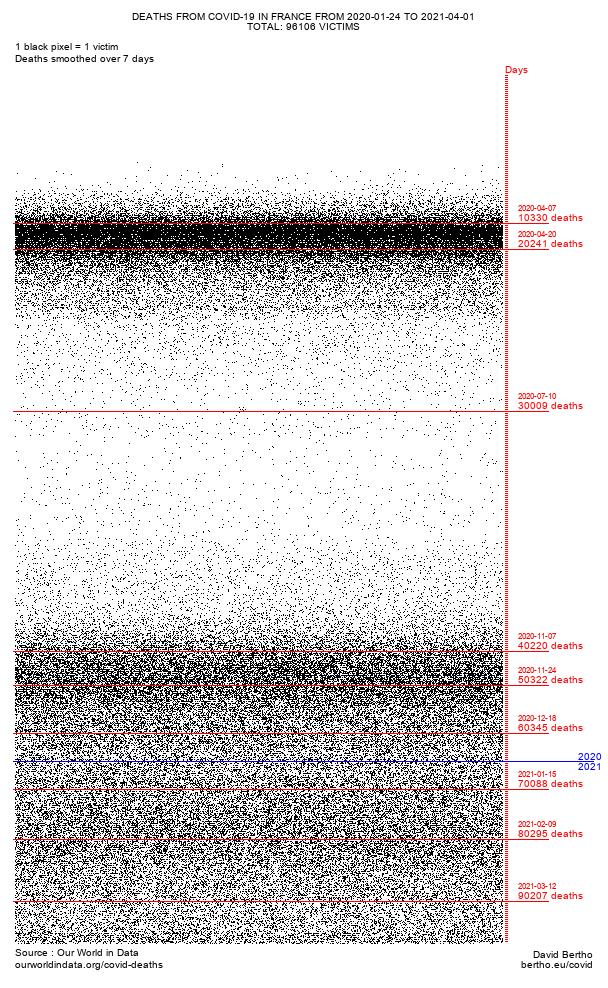 DEATHS FROM COVID-19 IN FRANCE FROM 2020-01-24 TO 2021-04-01
TOTAL: 96106 VICTIMS
1 black pixel = 1 victim
Deaths smoothed over 7 days
Days
2020-04-07
10330 deaths
2020-04-20
20241 deaths
2020-07-10
30009 deaths
2020-11-07
40220 deaths
2020-11-24
50322 deaths
2020-12-18
60345 deaths
2020
2021
2021-01-15
70088 deaths
2021-02-09
80295 deaths
2021-03-12
90207 deaths
Source : Our World in Data
ourworldindata.org/covid-deaths
David Bertho
bertho.eu/covid